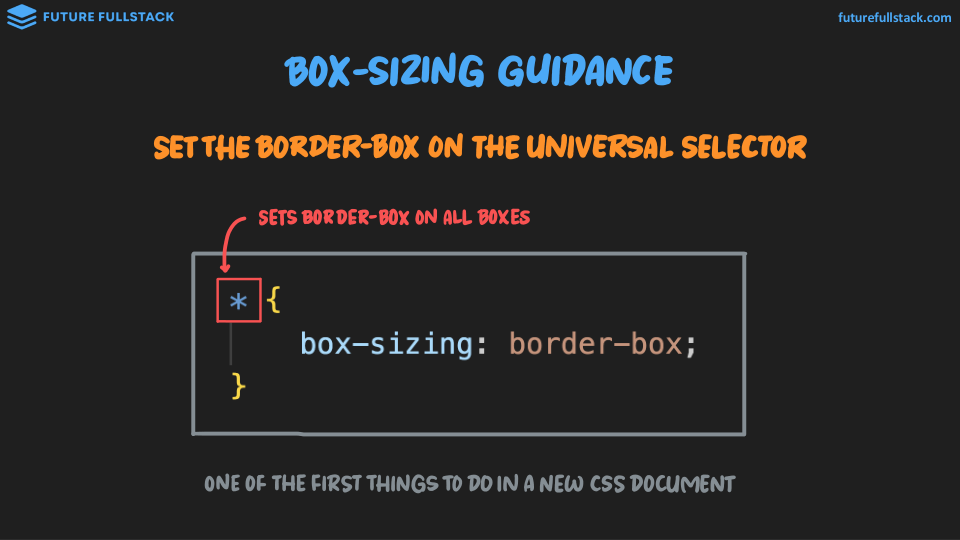 FUTURE FULLSTACK
futurefullstack.com
BOX-SIZING GUIDANCE
SET THE BORDER-BOX ON THE UNIVERSAL SELECTOR
SETS BORDER-BOX ON ALL BOXES
* {
box-sizing: border-box;
}
ONE OF THE FIRST THINGS TO DO IN A NEW CSS DOCUMENT